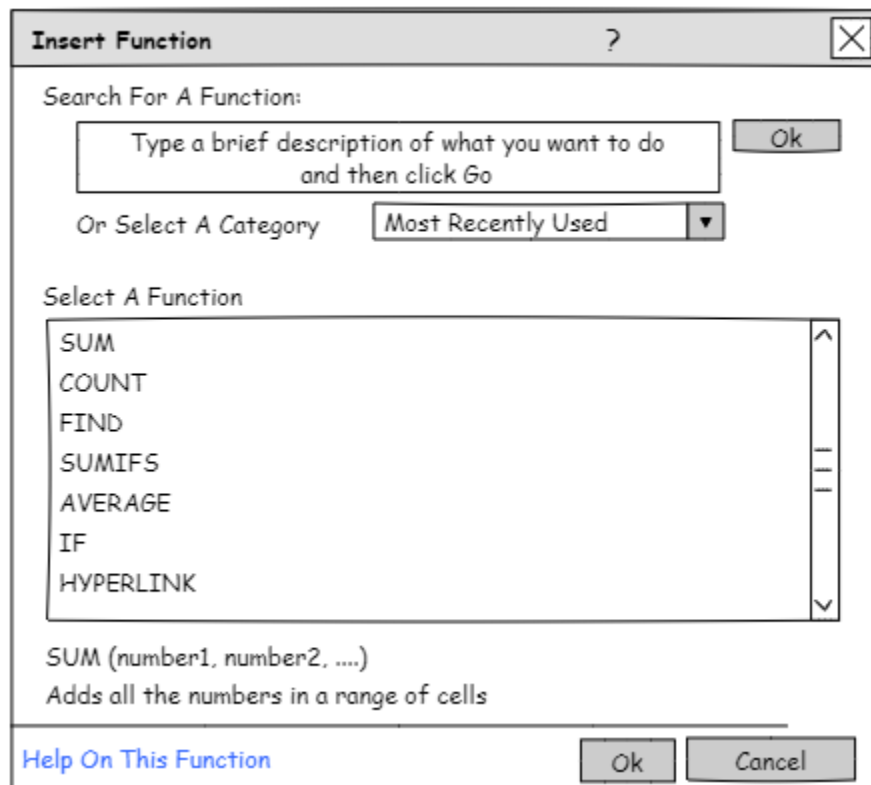 Insert Function ?
Search For A Function:
Type a brief description of what you want to do
and then click Go
Ok
Or Select A Category Most Recently Used
Select A Function
SUM
COUNT
FIND
SUMIFS
AVERAGE
IF
HYPERLINK
SUM (number1, number2, ....)
Adds all the numbers in a range of cells
Help On This Function Ok Cancel